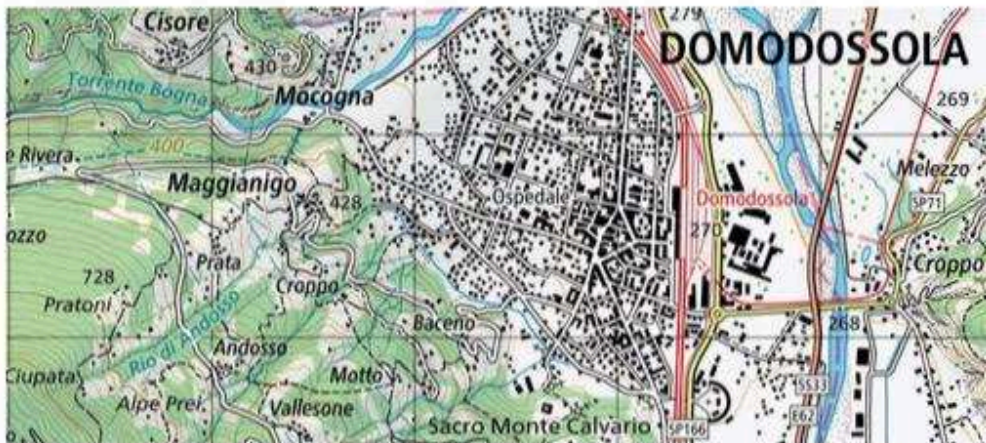 Cisore
279
DOMODOSSOLA
430
Torrente Bogna
Mocogna
269
e Rivera
400
Melezzo
Maggianigo
428
Ospedale
Domodossola
SP71
ozzo
270
Prata
Croppo
Croppo
728
Pratoni
Rio di Andosso
Baceno
268
Andosso
Ciupata
Motto
SS33
Alpe Prei
Vallesone
E62
Sacro Monte Calvario
SP166